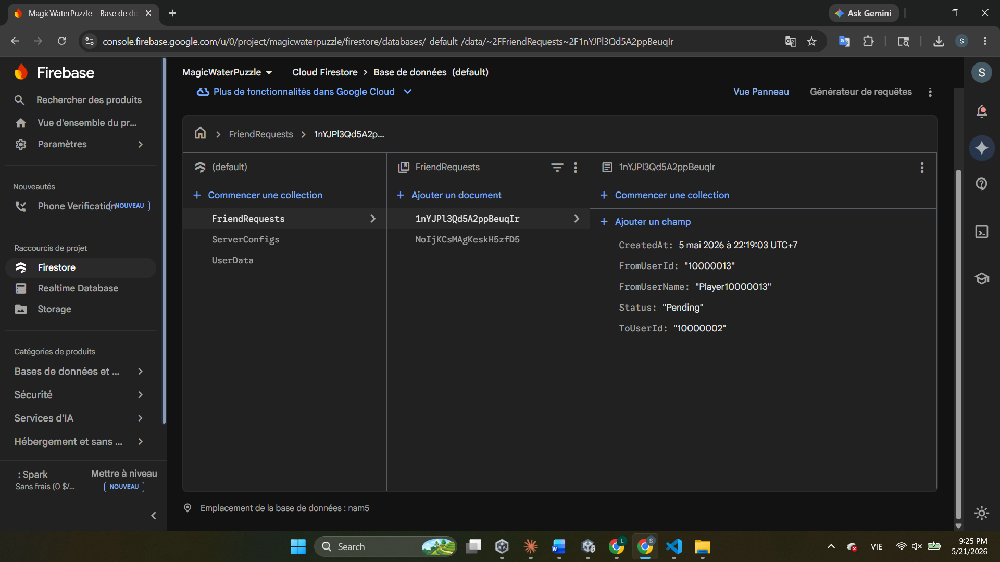 MagicWaterPuzzle – Base de do
Ask Gemini
console.firebase.google.com/u/0/project/magicwaterpuzzle/firestore/databases/-default-/data/~2FFriendRequests~2F1nYJPl3Qd5A2ppBeuqIr
S
Firebase
Rechercher des produits
Vue d'ensemble du pr...
Paramètres
Nouveautés
Phone Verification
NOUVEAU
Raccourcis de projet
Firestore
Realtime Database
Storage
Catégories de produits
Bases de données et ...
Sécurité
Services d'IA
Hébergement et sans ...
: Spark
Sans frais (0 $/...
Mettre à niveau
NOUVEAU
MagicWaterPuzzle
Cloud Firestore > Base de données (default)
S
Plus de fonctionnalités dans Google Cloud
Vue Panneau
Générateur de requêtes
FriendRequests
1nYJPl3Qd5A2p...
(default)
Commencer une collection
FriendRequests
ServerConfigs
UserData
FriendRequests
Ajouter un document
1nYJPl3Qd5A2ppBeuqIr
NoIjKCsMAgKeskH5zfD5
1nYJPl3Qd5A2ppBeuqIr
Commencer une collection
Ajouter un champ
CreatedAt: 5 mai 2026 à 22:19:03 UTC+7
FromUserId: "10000013"
FromUserName: "Player10000013"
Status: "Pending"
ToUserId: "10000002"
Emplacement de la base de données : nam5
Search
L
S
VIE
9:25 PM
5/21/2026